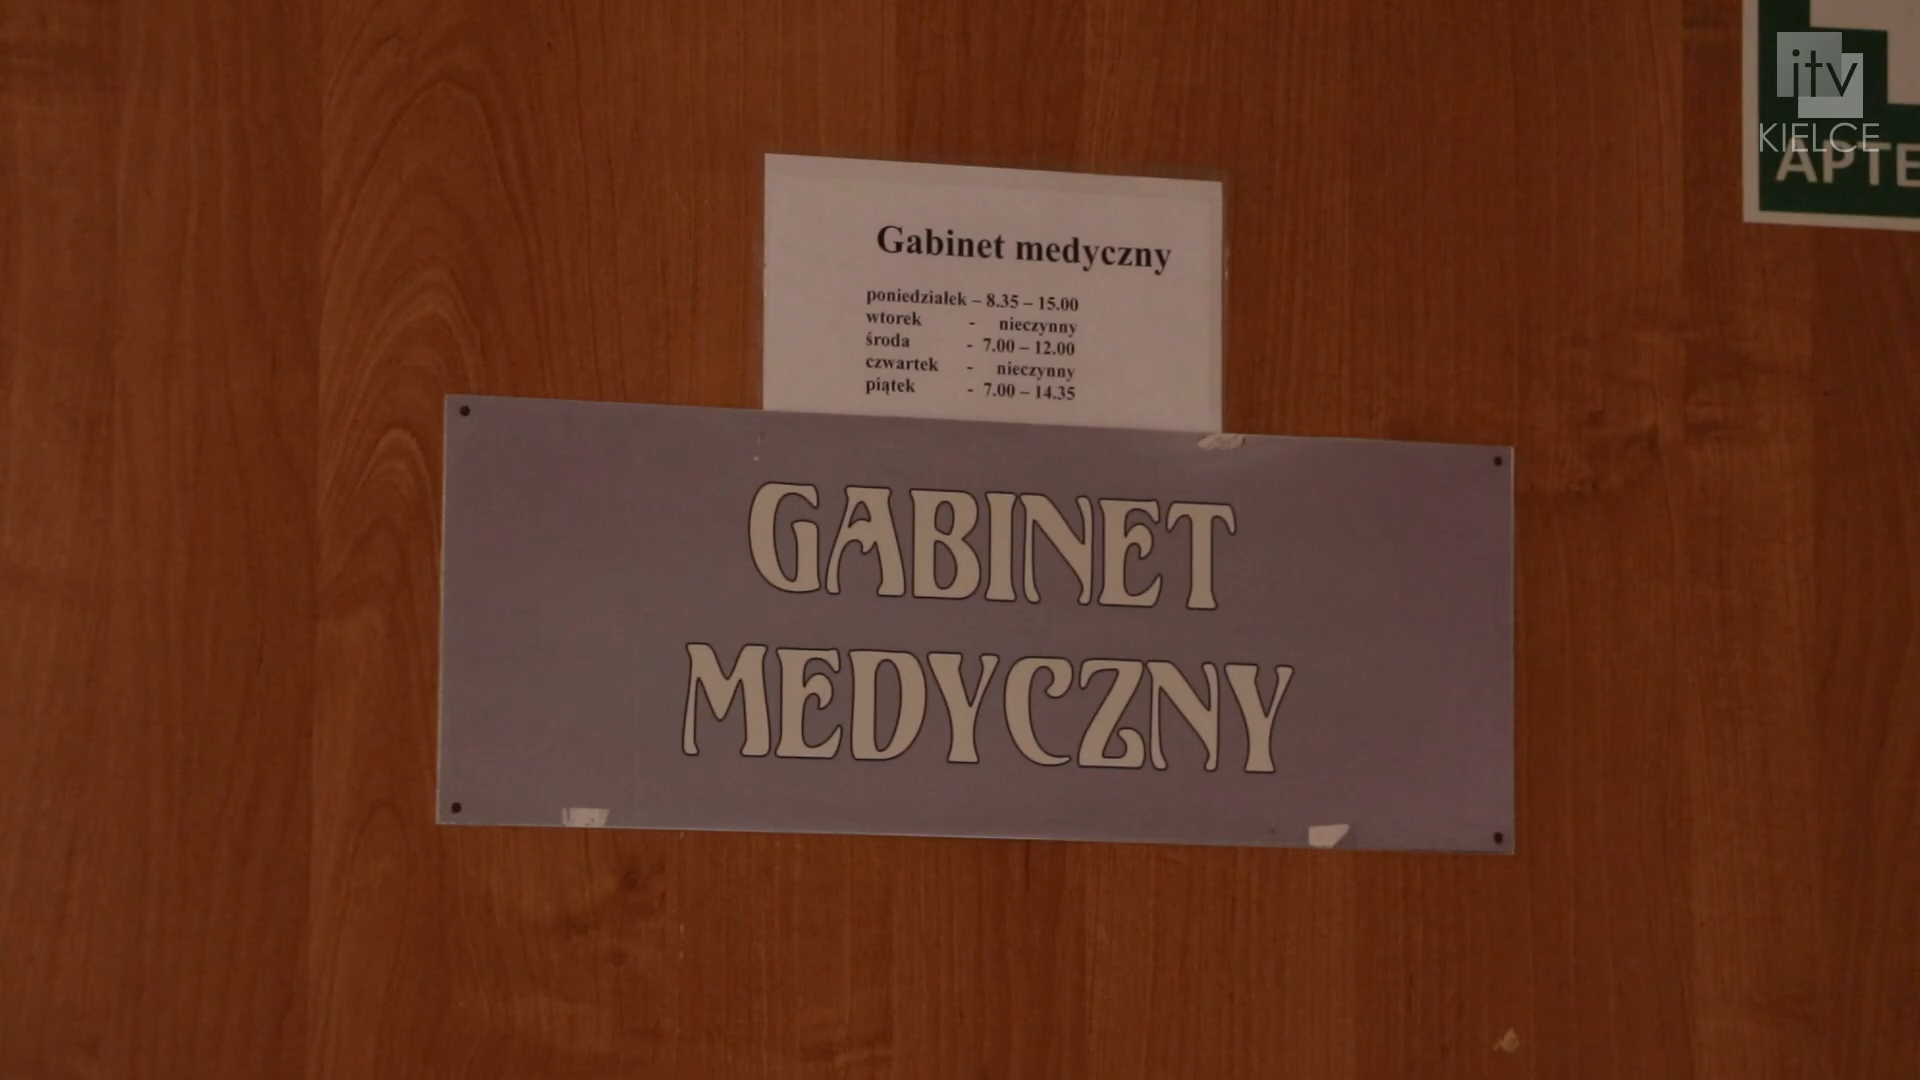 itv
KIELCE
APTE
Gabinet medyczny
poniedziałek – 8.35 – 15.00
wtorek - nieczynny
środa - 7.00 – 12.00
czwartek - nieczynny
piątek - 7.00 – 14.35
GABINET
MEDYCZNY